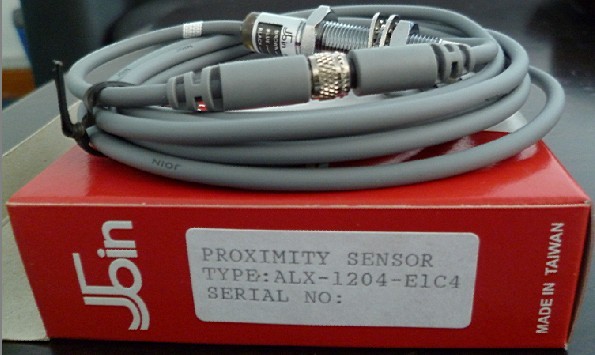 JOIN
Join
PROXIMITY SENSOR
TYPE:ALX-1204-E1C4
SERIAL NO:
MADE IN TAIWAN